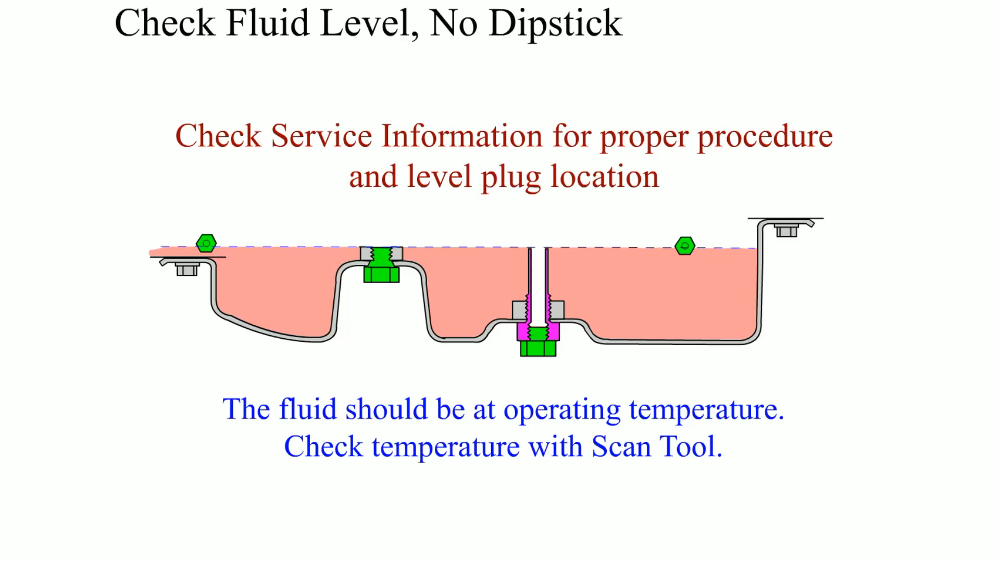 Check Fluid Level, No Dipstick
Check Service Information for proper procedure
and level plug location
The fluid should be at operating temperature.
Check temperature with Scan Tool.